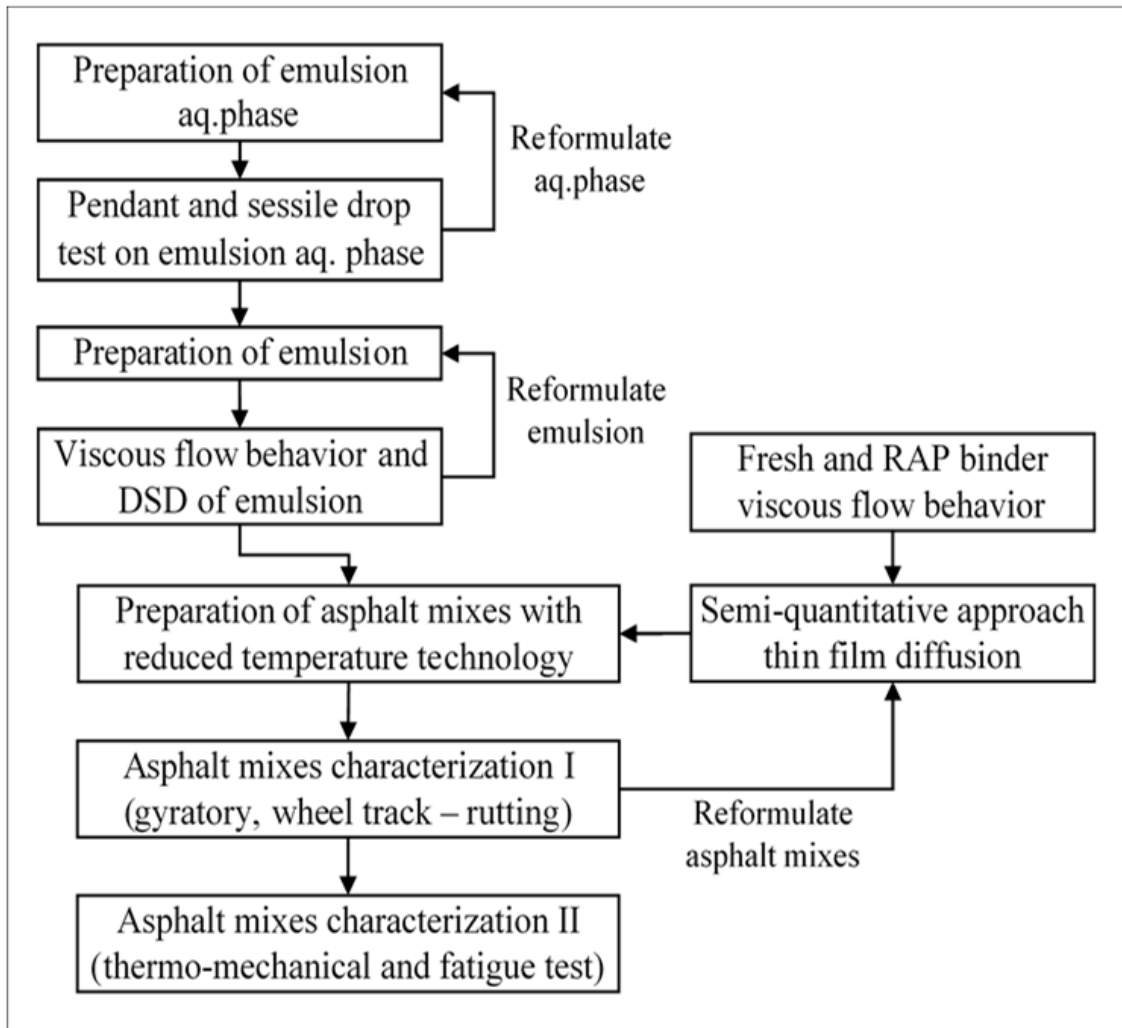 Preparation of emulsion
aq.phase
Reformulate
aq.phase
Pendant and sessile drop
test on emulsion aq. phase
Preparation of emulsion
Reformulate
emulsion
Viscous flow behavior and
DSD of emulsion
Fresh and RAP binder
viscous flow behavior
Preparation of asphalt mixes with
reduced temperature technology
Semi-quantitative approach
thin film diffusion
Asphalt mixes characterization I
(gyratory, wheel track – rutting)
Reformulate
asphalt mixes
Asphalt mixes characterization II
(thermo-mechanical and fatigue test)